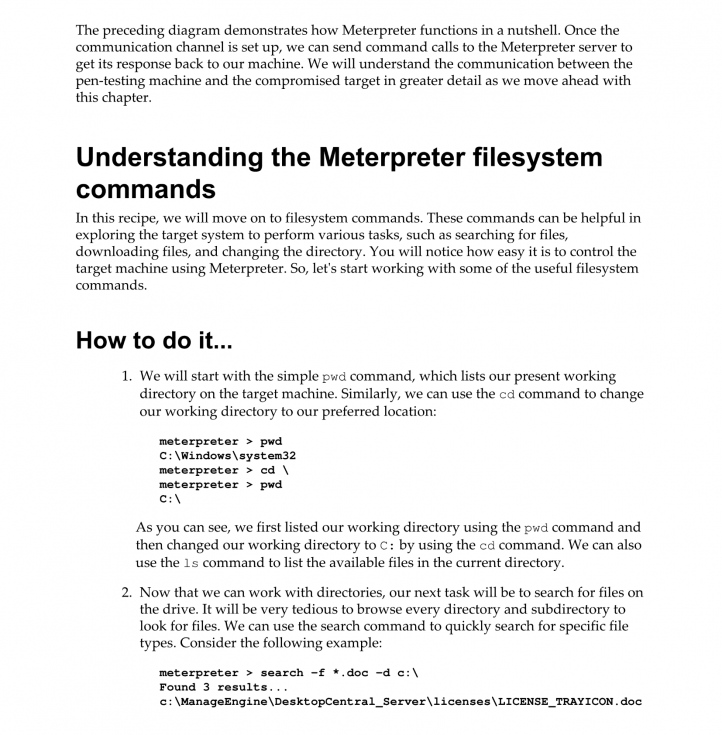 The preceding diagram demonstrates how Meterpreter functions in a nutshell. Once the
communication channel is set up, we can send command calls to the Meterpreter server to
get its response back to our machine. We will understand the communication between the
pen-testing machine and the compromised target in greater detail as we move ahead with
this chapter.
Understanding the Meterpreter filesystem
commands
In this recipe, we will move on to filesystem commands. These commands can be helpful in
exploring the target system to perform various tasks, such as searching for files,
downloading files, and changing the directory. You will notice how easy it is to control the
target machine using Meterpreter. So, let's start working with some of the useful filesystem
commands.
How to do it...
1. We will start with the simple pwd command, which lists our present working
directory on the target machine. Similarly, we can use the cd command to change
our working directory to our preferred location:
meterpreter > pwd
C:\Windows\system32
meterpreter > cd \
meterpreter > pwd
C:\
As you can see, we first listed our working directory using the pwd command and
then changed our working directory to C: by using the cd command. We can also
use the ls command to list the available files in the current directory.
2. Now that we can work with directories, our next task will be to search for files on
the drive. It will be very tedious to browse every directory and subdirectory to
look for files. We can use the search command to quickly search for specific file
types. Consider the following example:
meterpreter > search -f *.doc -d c:\
Found 3 results...
c:\ManageEngine\DesktopCentral_Server\licenses\LICENSE_TRAYICON.doc